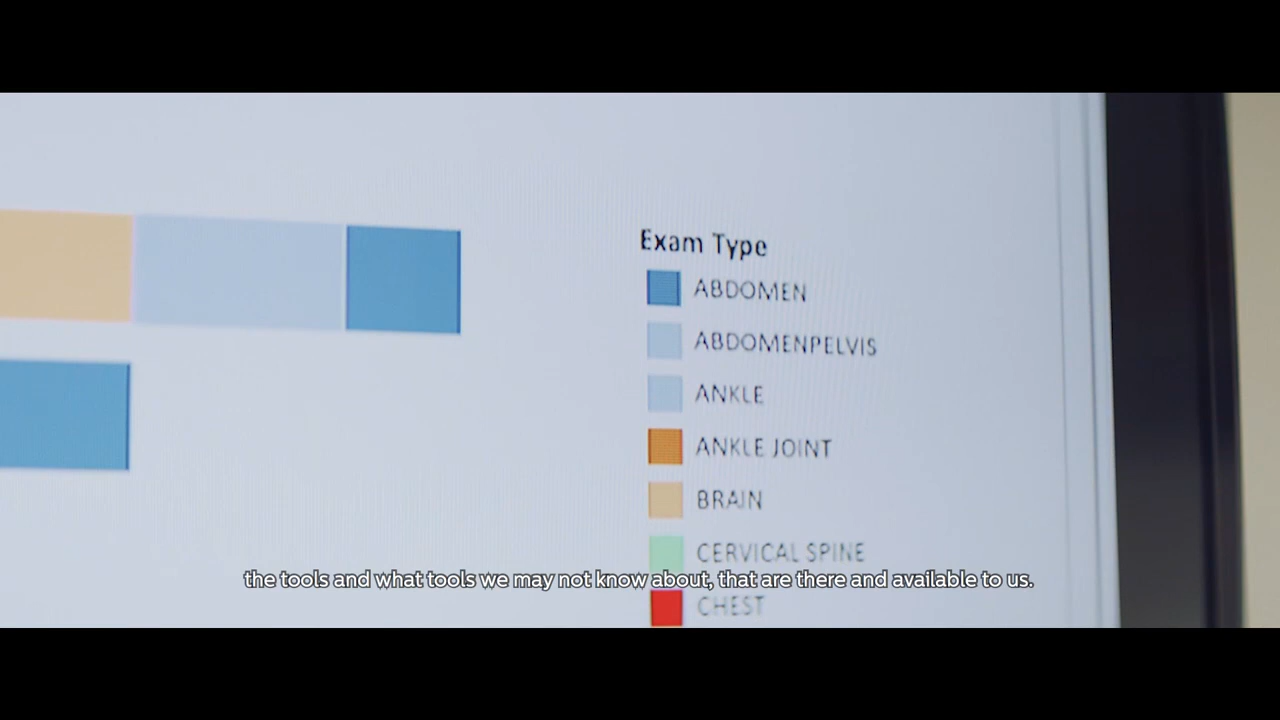 Exam Type
ABDOMEN
ABDOMENPELVIS
ANKLE
ANKLE JOINT
BRAIN
CERVICAL SPINE
the tools and what tools we may not know about, that are there and available to us.
CHEST